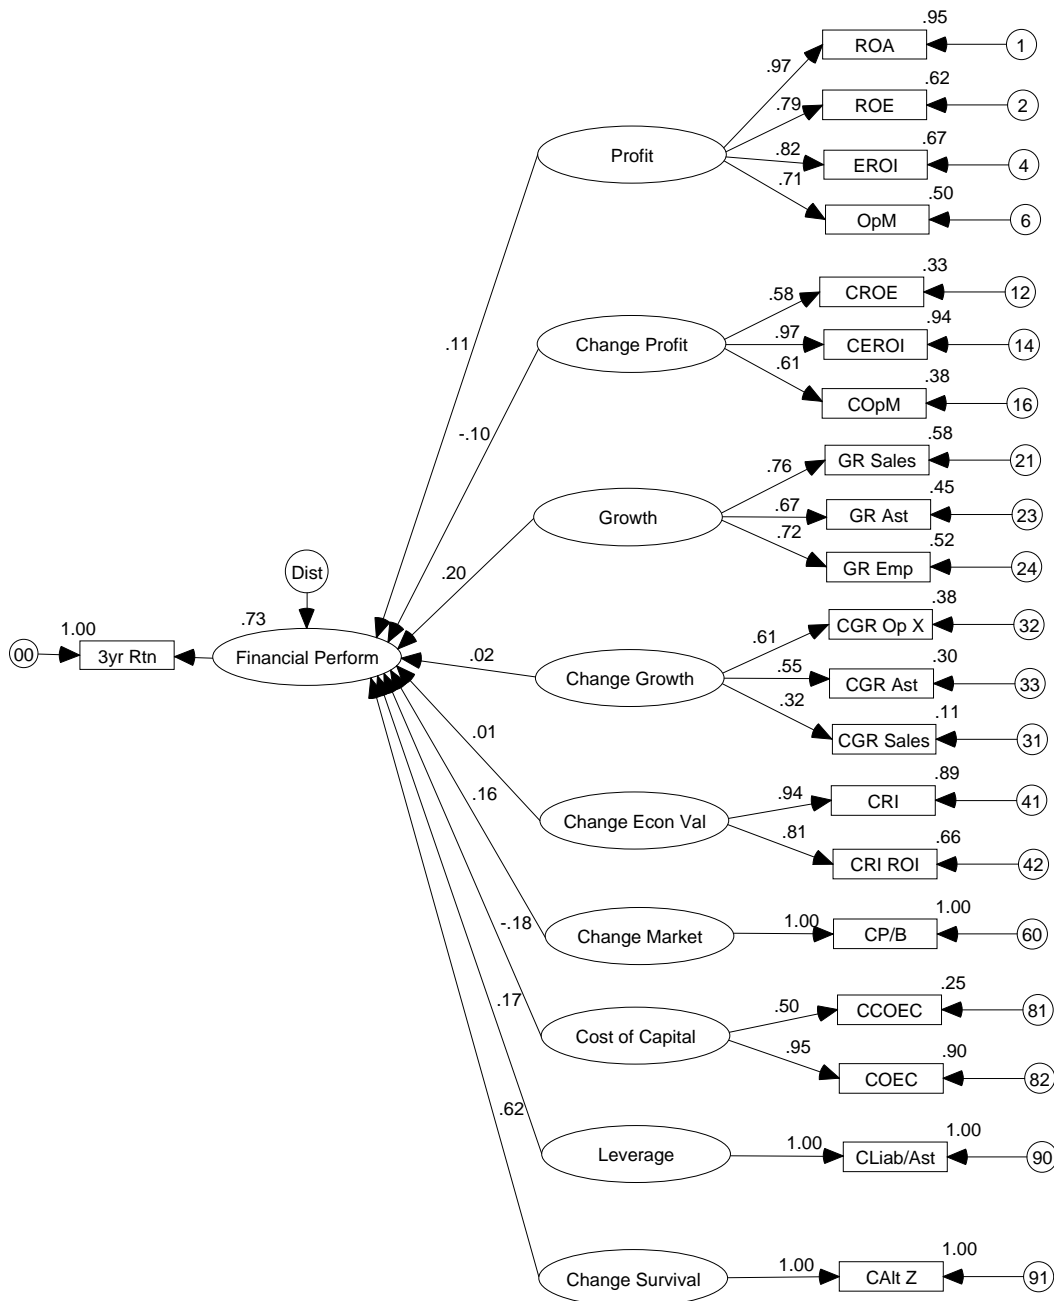 .95
ROA
1
.97
.62
ROE
2
.79
Profit
.67
.82
EROI
4
.71
.50
OpM
6
.33
CROE
12
.58
.94
.11
Change Profit
.97
CEROI
14
.61
.38
COpM
16
-.10
.58
GR Sales
21
.76
.45
Growth
.67
GR Ast
23
.72
.52
GR Emp
24
Dist
.20
.38
.73
CGR Op X
32
1.00
.61
00
3yr Rtn
Financial Perform
.02
.30
Change Growth
.55
CGR Ast
33
.32
.11
CGR Sales
31
.01
.89
.94
CRI
41
.16
Change Econ Val
.81
.66
CRI ROI
42
1.00
-.18
Change Market
1.00
CP/B
60
.25
.17
.50
CCOEC
81
Cost of Capital
.95
.90
COEC
82
.62
1.00
Leverage
1.00
CLiab/Ast
90
1.00
Change Survival
1.00
CAlt Z
91